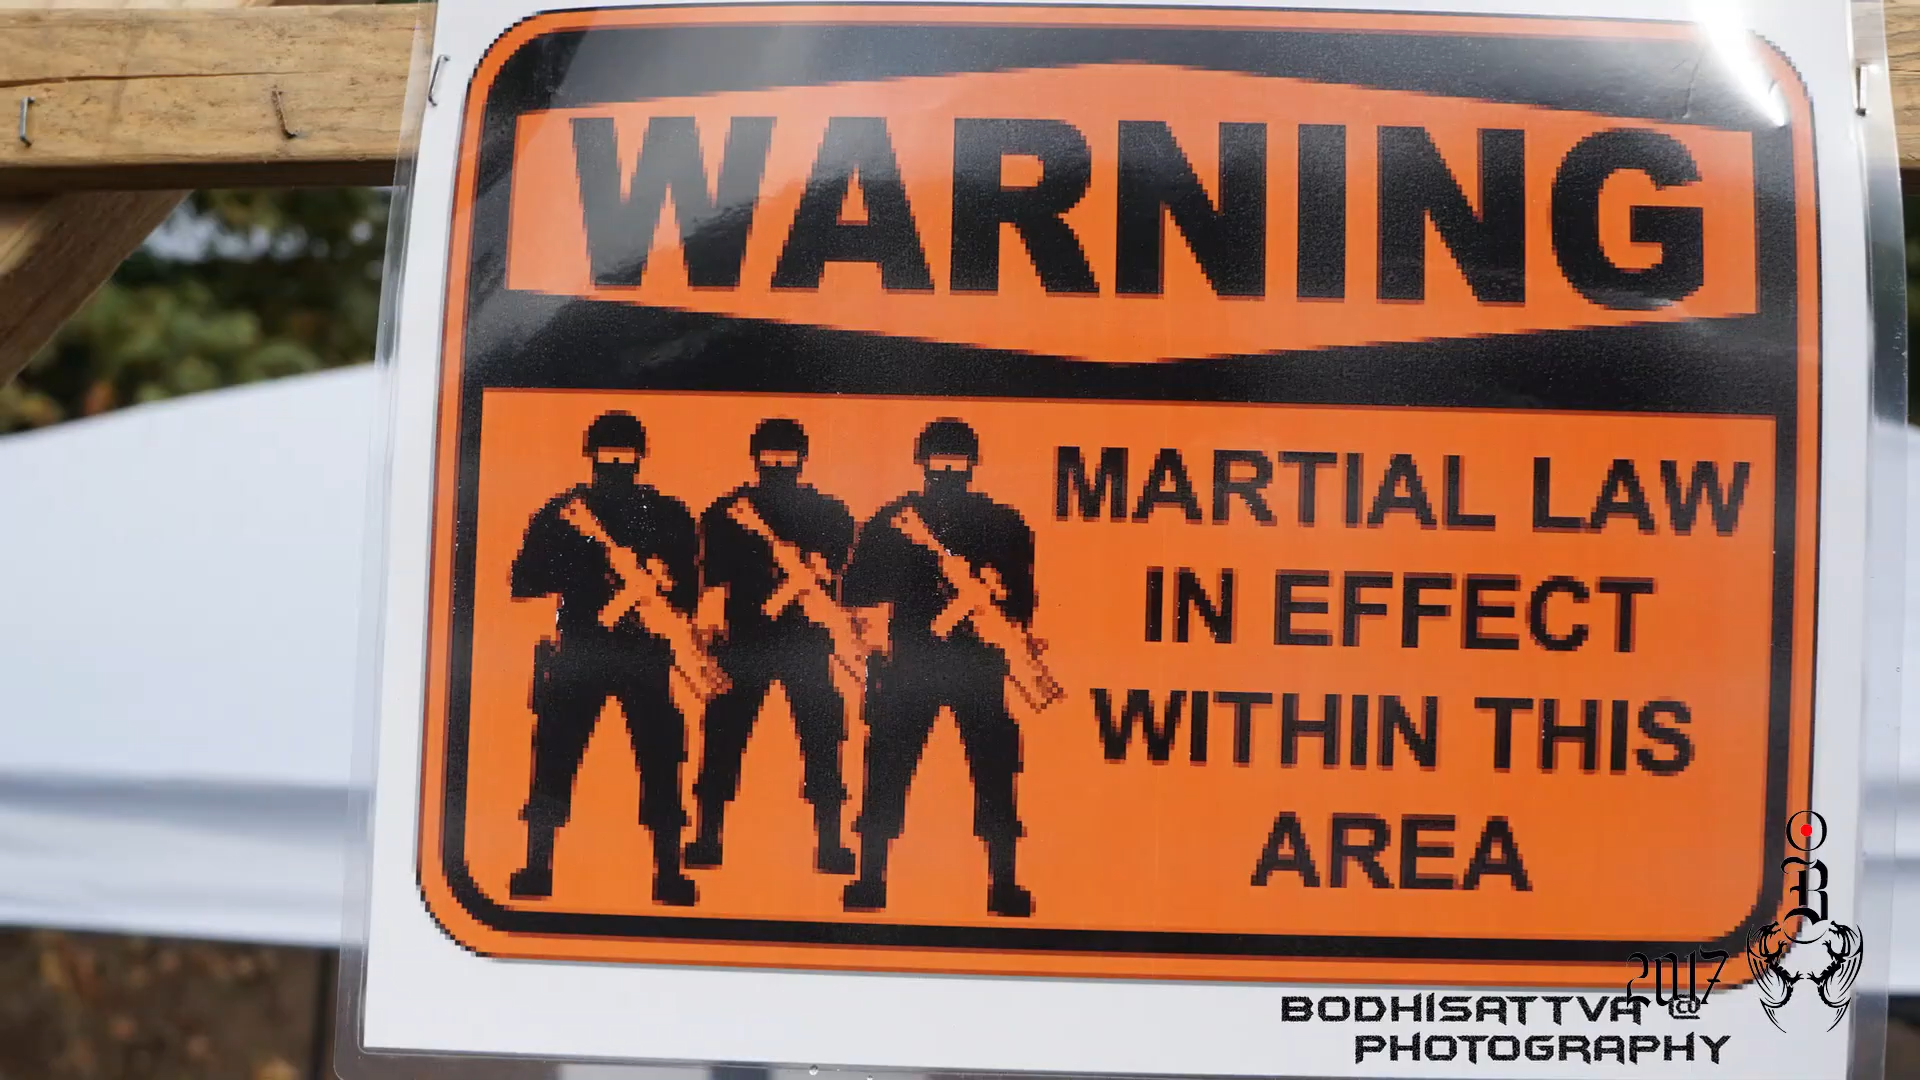 WARNING
MARTIAL LAW
IN EFFECT
WITHIN THIS
AREA
B
2017
BODHISATTVA
PHOTOGRAPHY